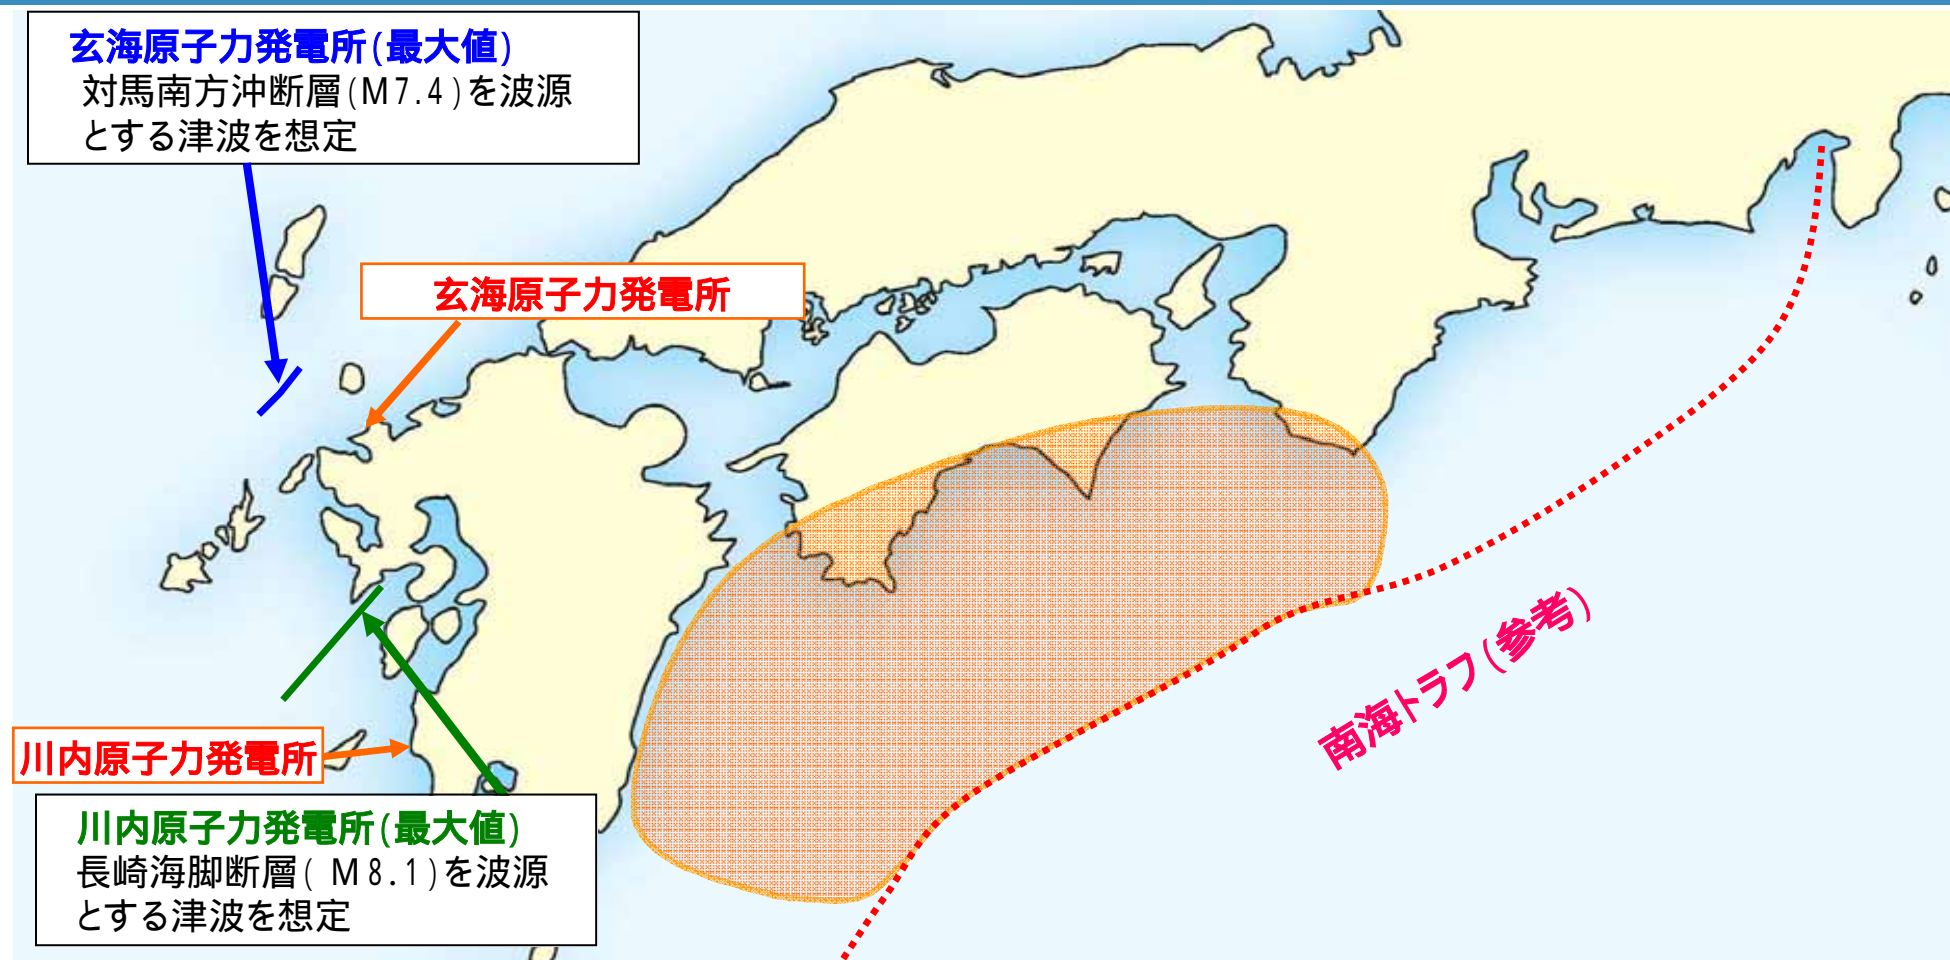 玄海原子力発電所(最大値)
対馬南方沖断層(M7.4)を波源
とする津波を想定
玄海原子力発電所
南海トラフ(参考)
川内原子力発電所
川内原子力発電所(最大値)
長崎海脚断層( M8.1)を波源
とする津波を想定